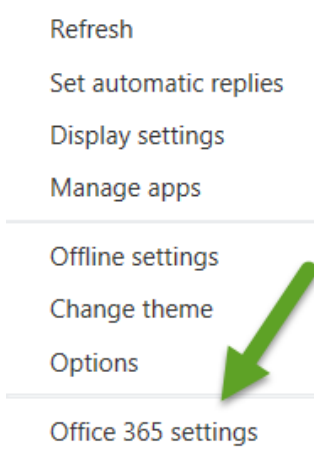 Refresh
Set automatic replies
Display settings
Manage apps
Offline settings
Change theme
Options
Office 365 settings